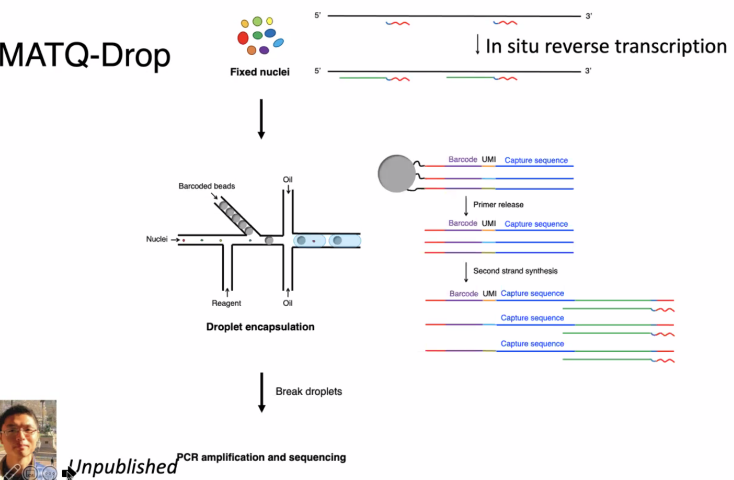 MATQ-Drop
Fixed nuclei
5' 3'
In situ reverse transcription
5' 3'
Barcoded beads
Oil
Nuclei
Reagent
Oil
Droplet encapsulation
Barcode UMI Capture sequence
Primer release
Barcode UMI Capture sequence
Second strand synthesis
Barcode UMI Capture sequence
Capture sequence
Capture sequence
Break droplets
PCR amplification and sequencing
Unpublished